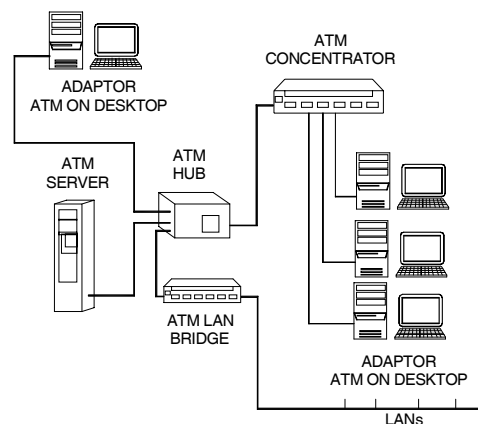 ADAPTOR
ATM ON DESKTOP
ATM
CONCENTRATOR
ATM
SERVER
ATM
HUB
ATM LAN
BRIDGE
ADAPTOR
ATM ON DESKTOP
LANs